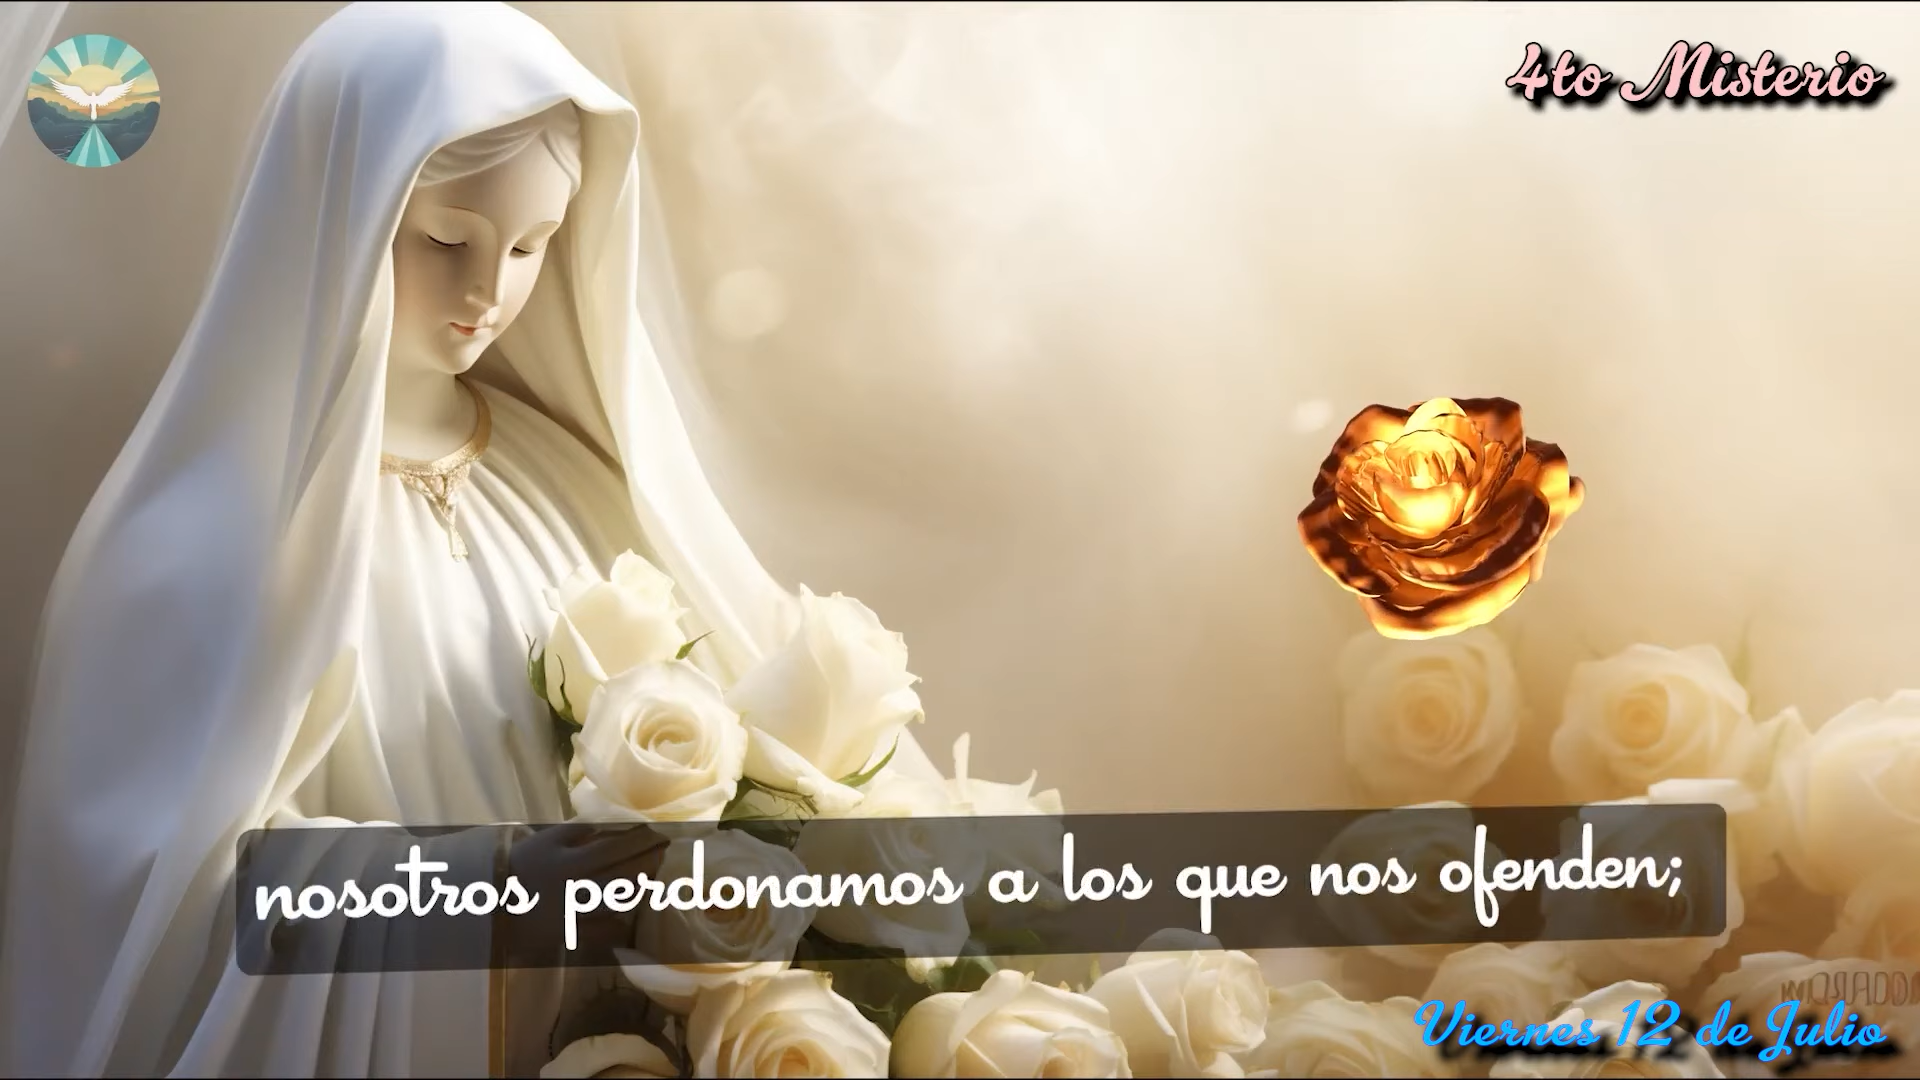 4to Misterio
nosotros perdonamos a los que nos ofenden;
Viernes 12 de Julio